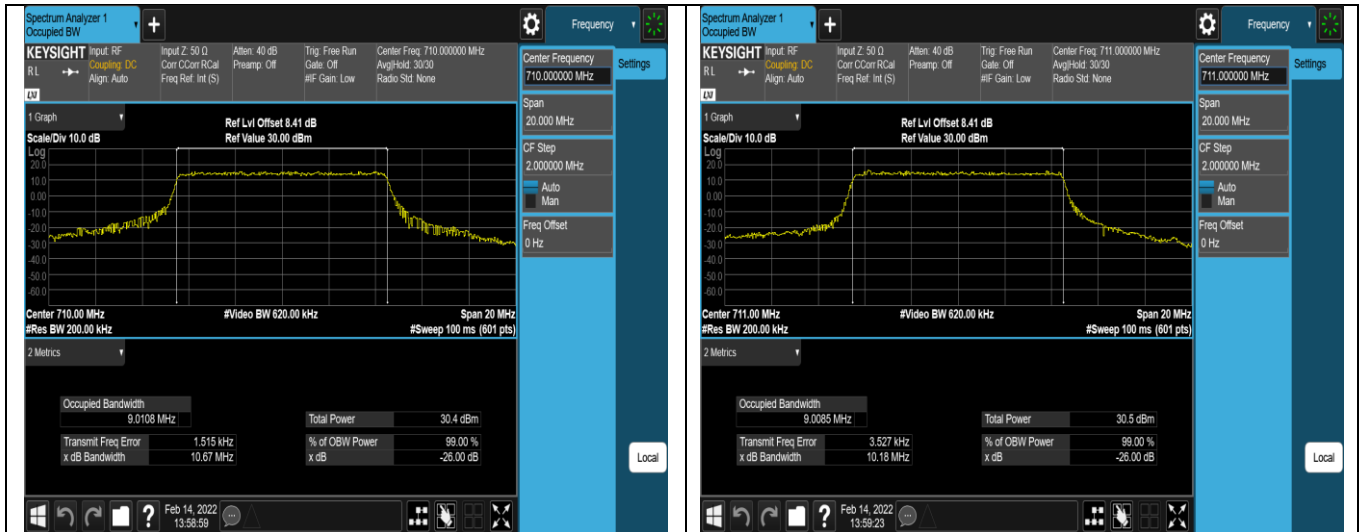 Spectrum Analyzer 1
Occupied BW
+
Frequency
KEYSIGHT
R L
LXI
Input: RF
Coupling: DC
Align: Auto
Input Z: 50 Ω
Corr CCorr RCal
Freq Ref: Int (S)
Atten: 40 dB
Preamp: Off
Trig: Free Run
Gate: Off
#IF Gain: Low
Center Freq: 710.000000 MHz
Avg|Hold: 30/30
Radio Std: None
Center Frequency
710.000000 MHz
Settings
Span
20.000 MHz
CF Step
2.000000 MHz
Auto
Man
Freq Offset
0 Hz
Local
1 Graph
Scale/Div 10.0 dB
Ref Lvl Offset 8.41 dB
Ref Value 30.00 dBm
Log
20.0
10.0
0.00
-10.0
-20.0
-30.0
-40.0
-50.0
-60.0
Center 710.00 MHz
#Video BW 620.00 kHz
Span 20 MHz
#Res BW 200.00 kHz
#Sweep 100 ms (601 pts)
2 Metrics
Occupied Bandwidth
9.0108 MHz
Total Power 30.4 dBm
Transmit Freq Error 1.515 kHz
% of OBW Power 99.00 %
x dB Bandwidth 10.67 MHz
x dB -26.00 dB
?
Feb 14, 2022
13:58:59
Spectrum Analyzer 1
Occupied BW
+
Frequency
KEYSIGHT
R L
LXI
Input: RF
Coupling: DC
Align: Auto
Input Z: 50 Ω
Corr CCorr RCal
Freq Ref: Int (S)
Atten: 40 dB
Preamp: Off
Trig: Free Run
Gate: Off
#IF Gain: Low
Center Freq: 711.000000 MHz
Avg|Hold: 30/30
Radio Std: None
Center Frequency
711.000000 MHz
Settings
Span
20.000 MHz
CF Step
2.000000 MHz
Auto
Man
Freq Offset
0 Hz
Local
1 Graph
Scale/Div 10.0 dB
Ref Lvl Offset 8.41 dB
Ref Value 30.00 dBm
Log
20.0
10.0
0.00
-10.0
-20.0
-30.0
-40.0
-50.0
-60.0
Center 711.00 MHz
#Video BW 620.00 kHz
Span 20 MHz
#Res BW 200.00 kHz
#Sweep 100 ms (601 pts)
2 Metrics
Occupied Bandwidth
9.0085 MHz
Total Power 30.5 dBm
Transmit Freq Error 3.527 kHz
% of OBW Power 99.00 %
x dB Bandwidth 10.18 MHz
x dB -26.00 dB
?
Feb 14, 2022
13:59:23